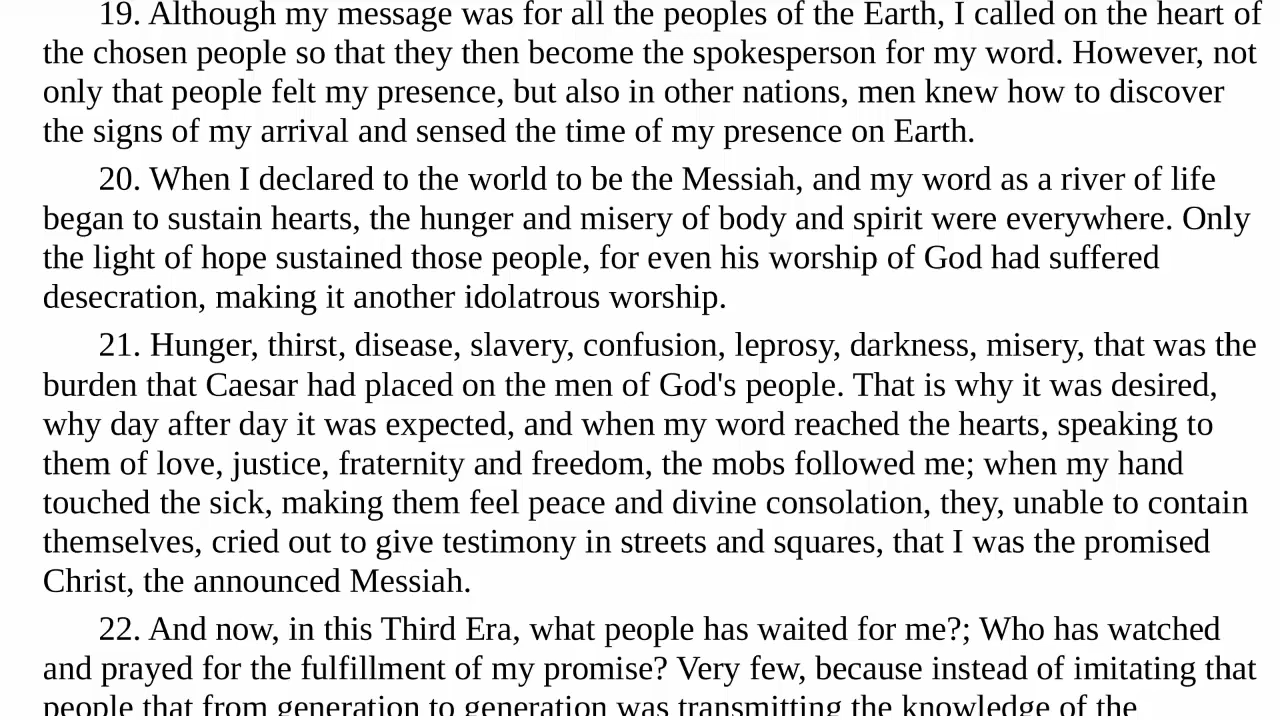 19. Although my message was for all the peoples of the Earth, I called on the heart of
the chosen people so that they then become the spokesperson for my word. However, not
only that people felt my presence, but also in other nations, men knew how to discover
the signs of my arrival and sensed the time of my presence on Earth.
20. When I declared to the world to be the Messiah, and my word as a river of life
began to sustain hearts, the hunger and misery of body and spirit were everywhere. Only
the light of hope sustained those people, for even his worship of God had suffered
desecration, making it another idolatrous worship.
21. Hunger, thirst, disease, slavery, confusion, leprosy, darkness, misery, that was the
burden that Caesar had placed on the men of God's people. That is why it was desired,
why day after day it was expected, and when my word reached the hearts, speaking to
them of love, justice, fraternity and freedom, the mobs followed me; when my hand
touched the sick, making them feel peace and divine consolation, they, unable to contain
themselves, cried out to give testimony in streets and squares, that I was the promised
Christ, the announced Messiah.
22. And now, in this Third Era, what people has waited for me?; Who has watched
and prayed for the fulfillment of my promise? Very few, because instead of imitating that
people that from generation to generation was transmitting the knowledge of the